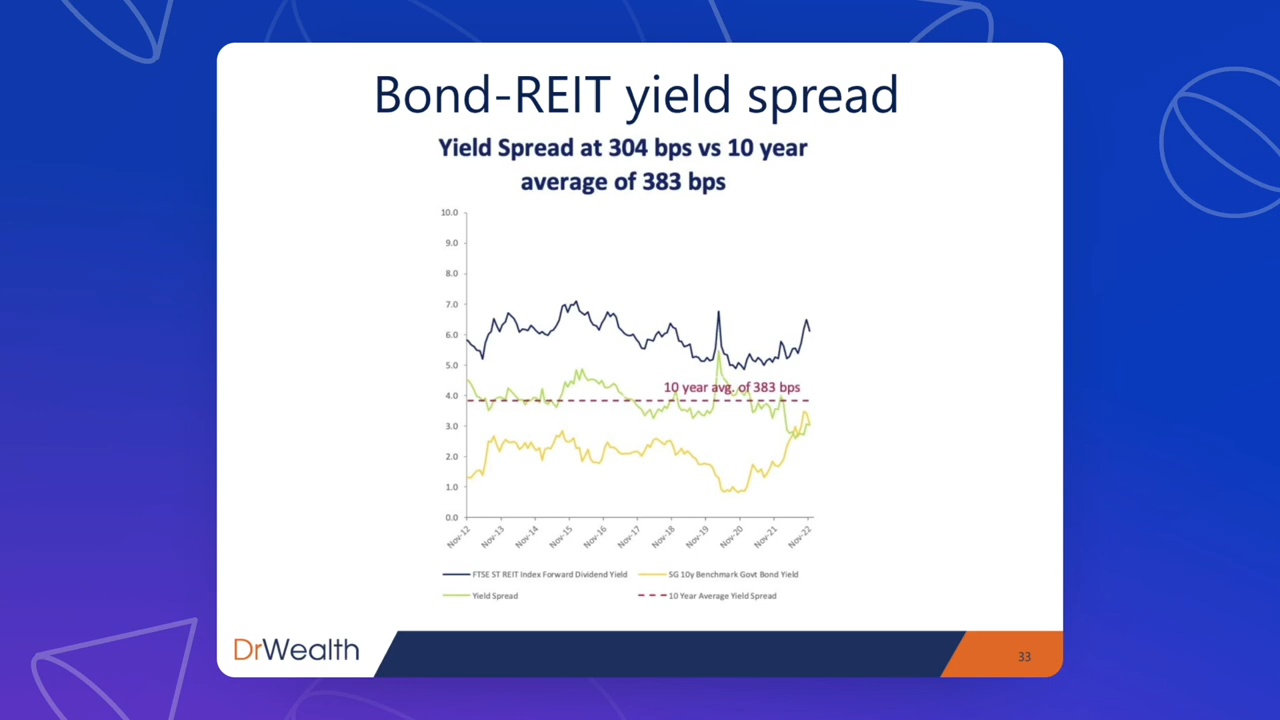 Bond-REIT yield spread
Yield Spread at 304 bps vs 10 year
average of 383 bps
10.0
9.0
8.0
7.0
6.0
5.0
4.0
3.0
2.0
1.0
0.0
10 year avg. of 383 bps
Nov-12
Nov-13
Nov-14
Nov-15
Nov-16
Nov-17
Nov-18
Nov-19
Nov-20
Nov-21
Nov-22
FTSE ST REIT Index Forward Dividend Yield
SG 10y Benchmark Govt Bond Yield
Yield Spread
10 Year Average Yield Spread
DrWealth
33